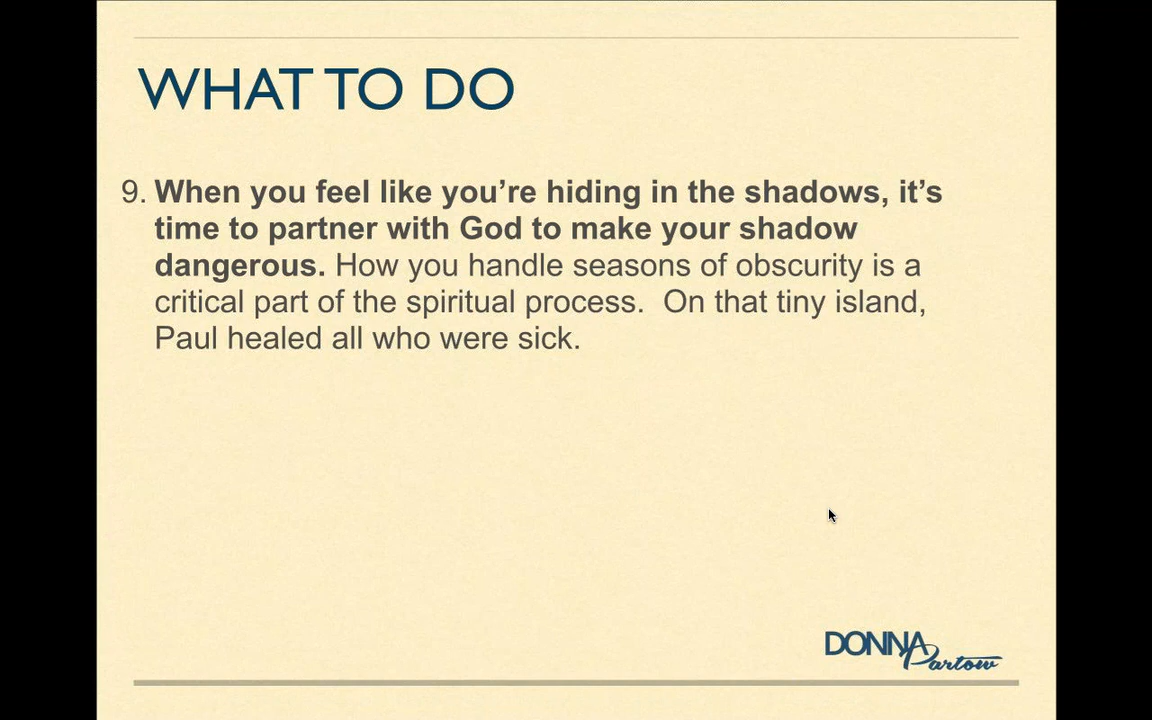 WHAT TO DO
9. When you feel like you’re hiding in the shadows, it’s
time to partner with God to make your shadow
dangerous. How you handle seasons of obscurity is a
critical part of the spiritual process.  On that tiny island,
Paul healed all who were sick.
DONNA
Partow